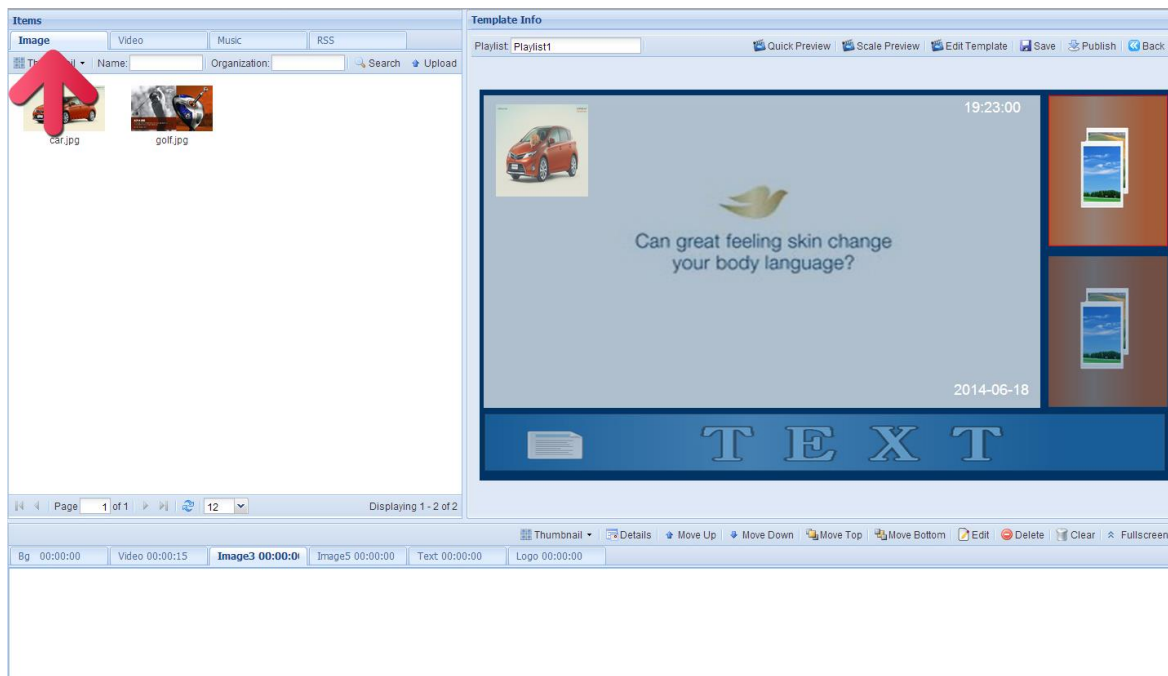 Items
Image Video Music RSS
Name: Organization: Search Upload
car.jpg golf.jpg
Page 1 of 1 12 Displaying 1 - 2 of 2
Template Info
Playlist: Playlist1 Quick Preview Scale Preview Edit Template Save Publish Back
19:23:00
Can great feeling skin change
your body language?
2014-06-18
TEXT
Thumbnail Details Move Up Move Down Move Top Move Bottom Edit Delete Clear Fullscreen
Bg 00:00:00 Video 00:00:15 Image3 00:00:0 Image5 00:00:00 Text 00:00:00 Logo 00:00:00